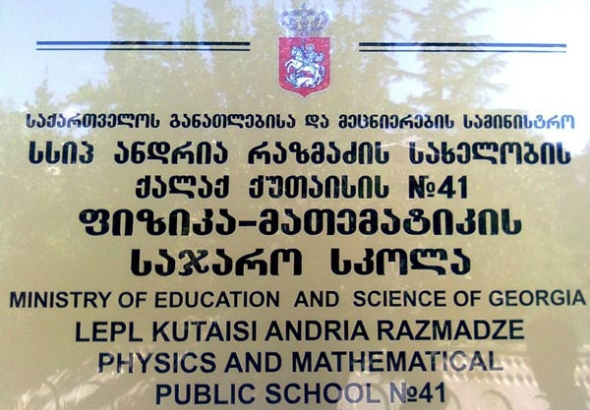 საქართველოს განათლებისა და მეცნიერების სამინისტრო
სსიპ ანდრია რაზმაძის სახელობის
ქალაქ ქუთაისის №41
ფიზიკა-მათემატიკის
საჯარო სკოლა
MINISTRY OF EDUCATION AND SCIENCE OF GEORGIA
LEPL KUTAISI ANDRIA RAZMADZE
PHYSICS AND MATHEMATICAL
PUBLIC SCHOOL №41